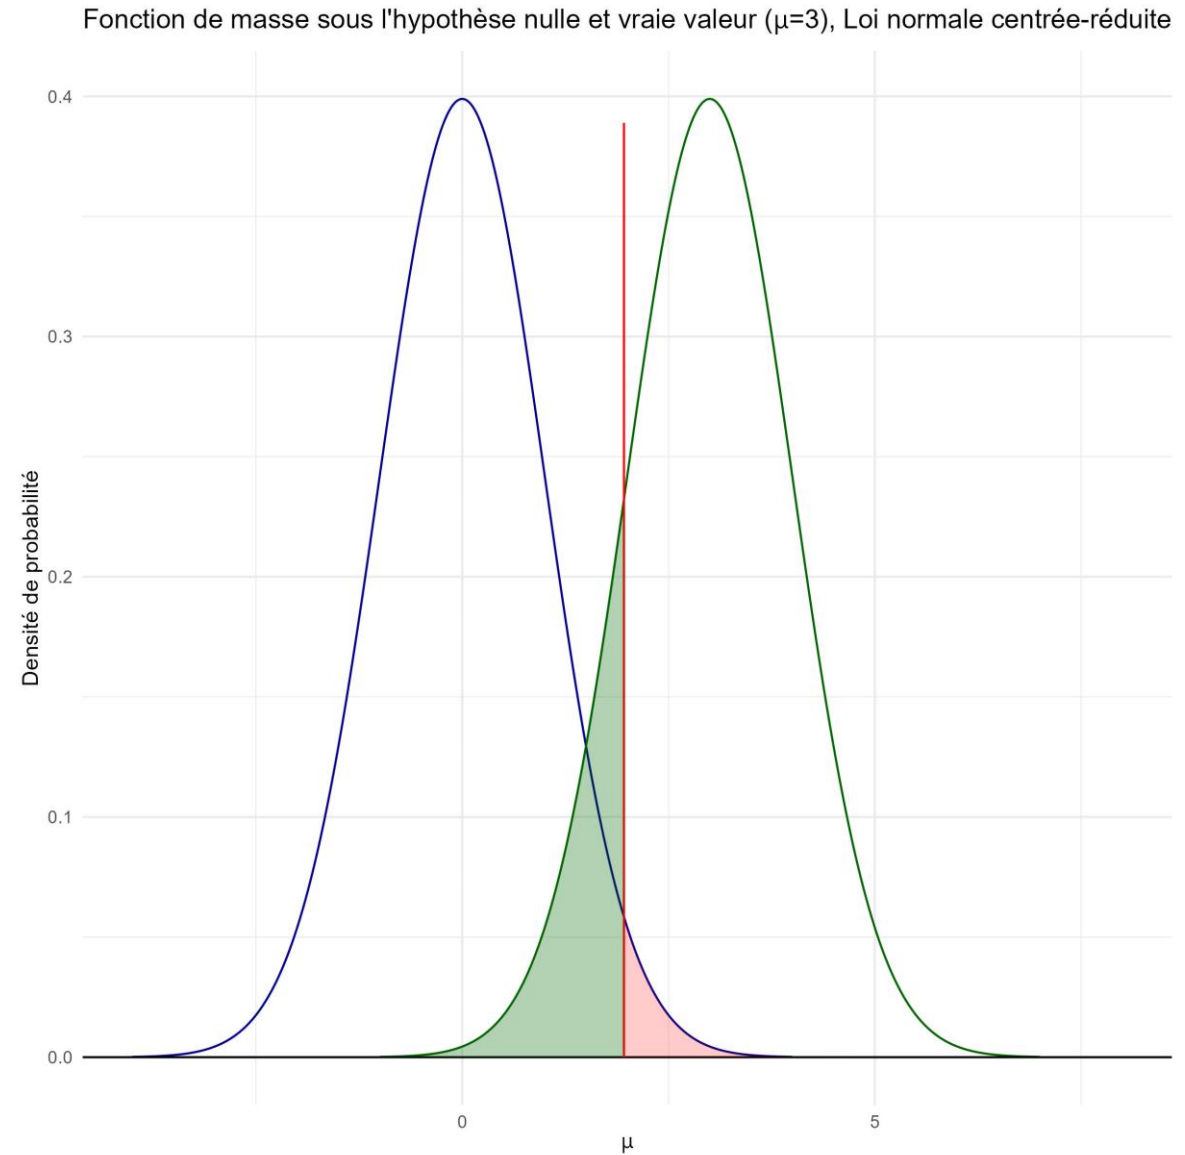 Fonction de masse sous l'hypothèse nulle et vraie valeur (μ=3), Loi normale centrée-réduite
0.4
0.3
0.2
0.1
0.0
Densité de probabilité
0
5
μ